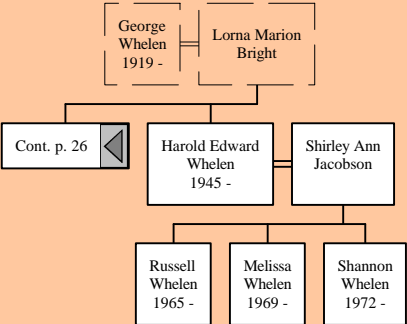 George
Whelen
1919 -
Lorna Marion
Bright
Cont. p. 26
Harold Edward
Whelen
1945 -
Shirley Ann
Jacobson
Russell
Whelen
1965 -
Melissa
Whelen
1969 -
Shannon
Whelen
1972 -